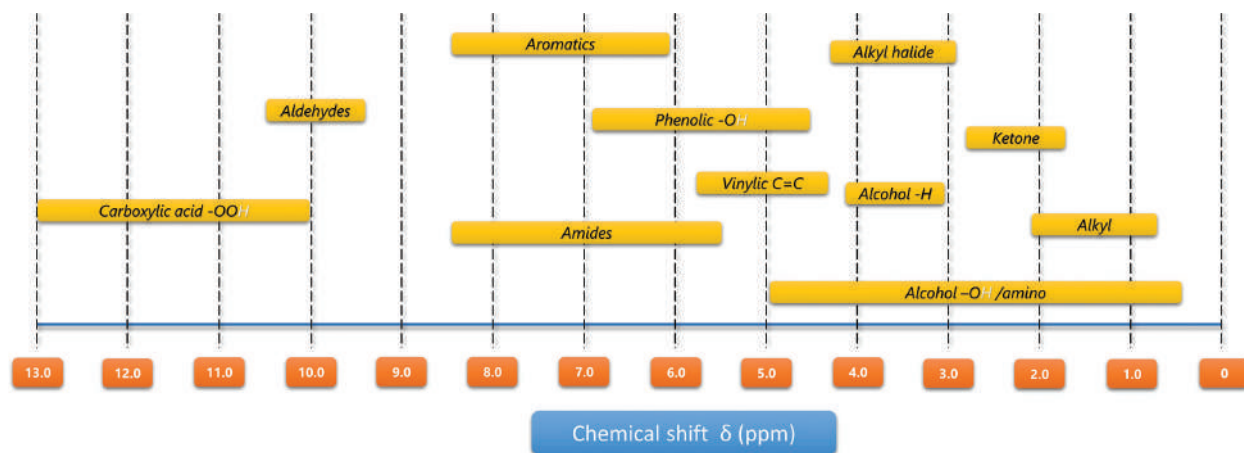 Aromatics
Alkyl halide
Aldehydes
Phenolic -OH
Ketone
Vinylic C=C
Alcohol -H
Carboxylic acid -OOH
Alkyl
Amides
Alcohol –OH /amino
13.0 12.0 11.0 10.0 9.0 8.0 7.0 6.0 5.0 4.0 3.0 2.0 1.0 0
Chemical shift δ (ppm)